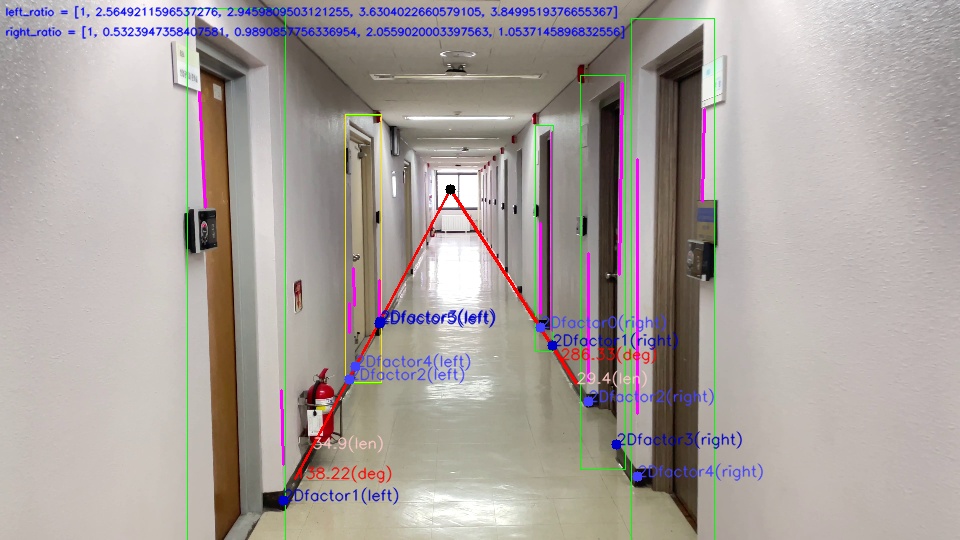 left_ratio = [1, 2.5649211596537276, 2.9459809503121255, 3.6304022660579105, 3.8499519376655367]
right_ratio = [1, 0.5323947358407581, 0.9890857756336954, 2.0559020003397563, 1.0537145896832556]
2Dfactor3(left)
2Dfactor0(right)
2Dfactor1(right)
286.33(deg)
2Dfactor4(left)
2Dfactor2(left)
29.4(len)
2Dfactor2(right)
34.9(len)
2Dfactor3(right)
38.22(deg)
2Dfactor4(right)
2Dfactor1(left)